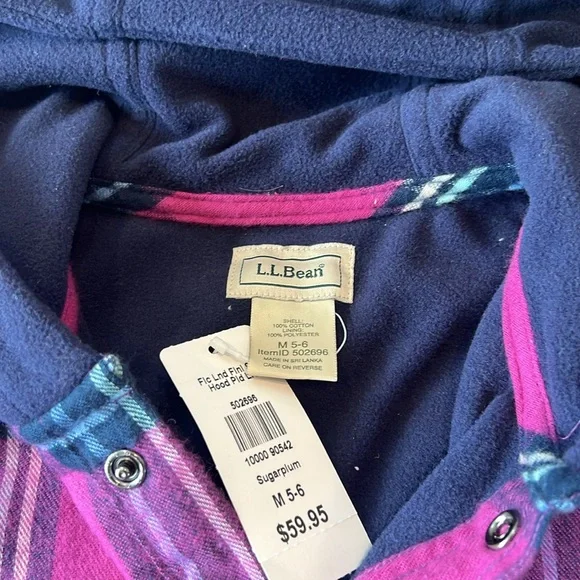 L.L.Bean®
SHELL:
100% COTTON
LINING:
100% POLYESTER
M 5-6
ItemID 502696
MADE IN SRI LANKA
CARE ON REVERSE
Flc Lnd Flnl
Hood Pld
502696
10000 90542
Sugarplum
M 5-6
$59.95